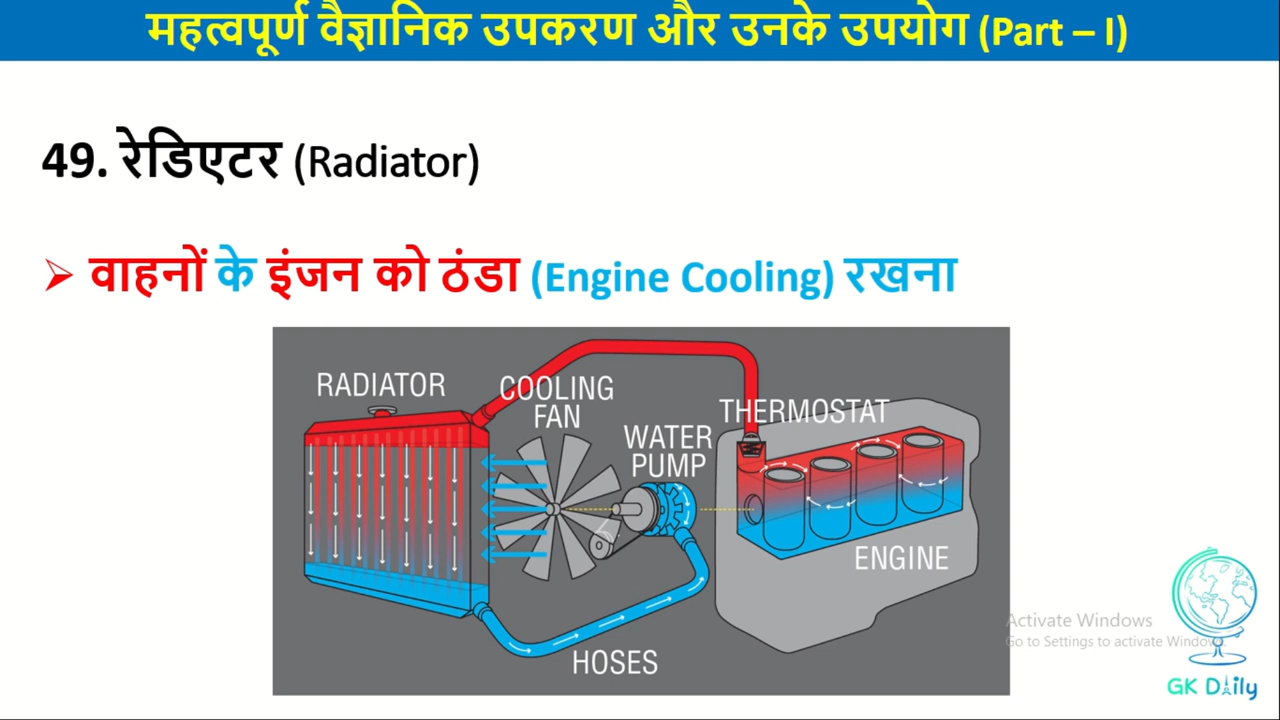 महत्वपूर्ण वैज्ञानिक उपकरण और उनके उपयोग (Part – I)
49. रेडिएटर (Radiator)
➢ वाहनों के इंजन को ठंडा (Engine Cooling) रखना
RADIATOR
COOLING
FAN
WATER
PUMP
THERMOSTAT
ENGINE
HOSES
Activate Windows
Go to Settings to activate Windows.
GK Daily